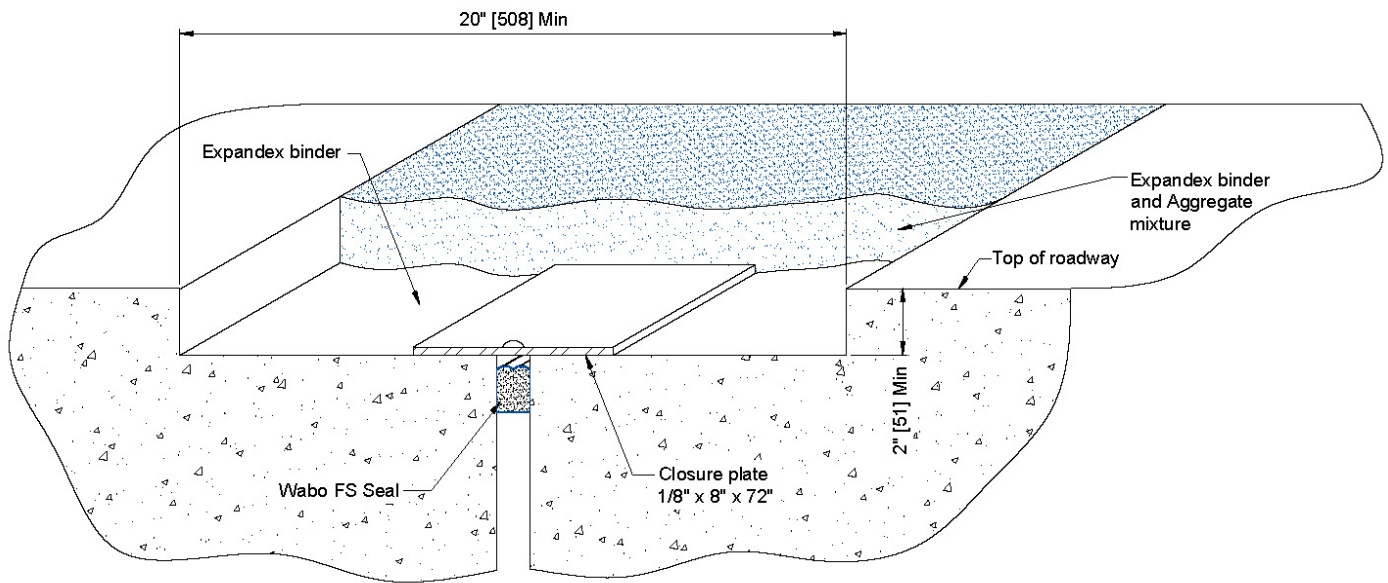 20" [508] Min
Expandex binder
Expandex binder
and Aggregate
mixture
Top of roadway
2" [51] Min
Closure plate
1/8" x 8" x 72"
Wabo FS Seal